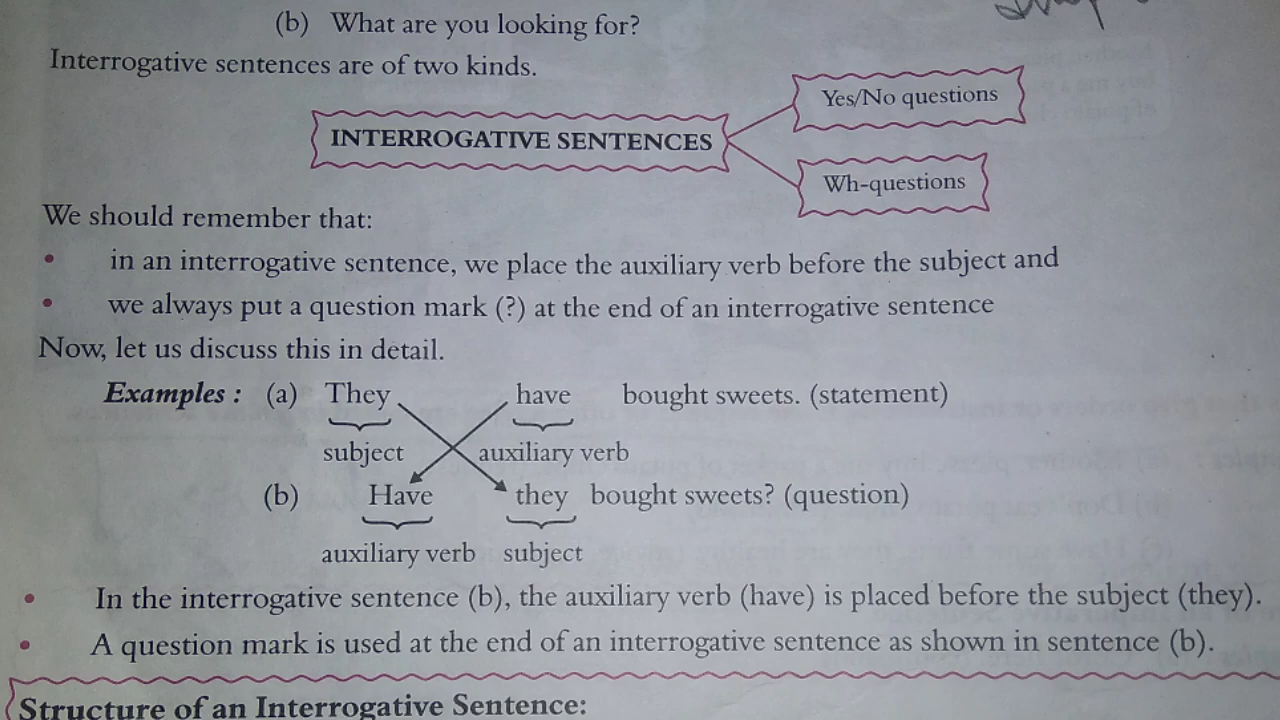 (b) What are you looking for?
Interrogative sentences are of two kinds.
Yes/No questions
INTERROGATIVE SENTENCES
Wh-questions
We should remember that:
• in an interrogative sentence, we place the auxiliary verb before the subject and
• we always put a question mark (?) at the end of an interrogative sentence
Now, let us discuss this in detail.
Examples : (a) They have bought sweets. (statement)
subject auxiliary verb
(b) Have they bought sweets? (question)
auxiliary verb subject
• In the interrogative sentence (b), the auxiliary verb (have) is placed before the subject (they).
• A question mark is used at the end of an interrogative sentence as shown in sentence (b).
Structure of an Interrogative Sentence: